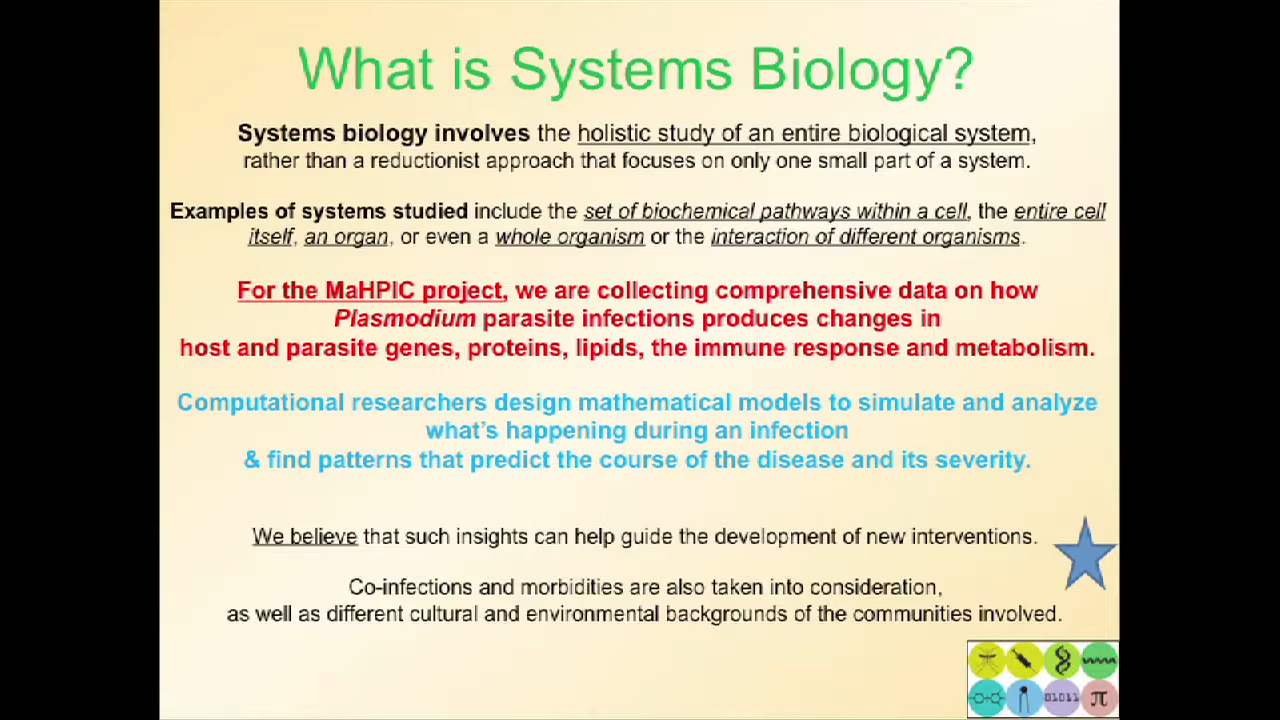 What is Systems Biology?
Systems biology involves the holistic study of an entire biological system,
rather than a reductionist approach that focuses on only one small part of a system.
Examples of systems studied include the set of biochemical pathways within a cell, the entire cell
itself, an organ, or even a whole organism or the interaction of different organisms.
For the MaHPIC project, we are collecting comprehensive data on how
Plasmodium parasite infections produces changes in
host and parasite genes, proteins, lipids, the immune response and metabolism.
Computational researchers design mathematical models to simulate and analyze
what's happening during an infection
& find patterns that predict the course of the disease and its severity.
We believe that such insights can help guide the development of new interventions.
Co-infections and morbidities are also taken into consideration,
as well as different cultural and environmental backgrounds of the communities involved.
01011 π